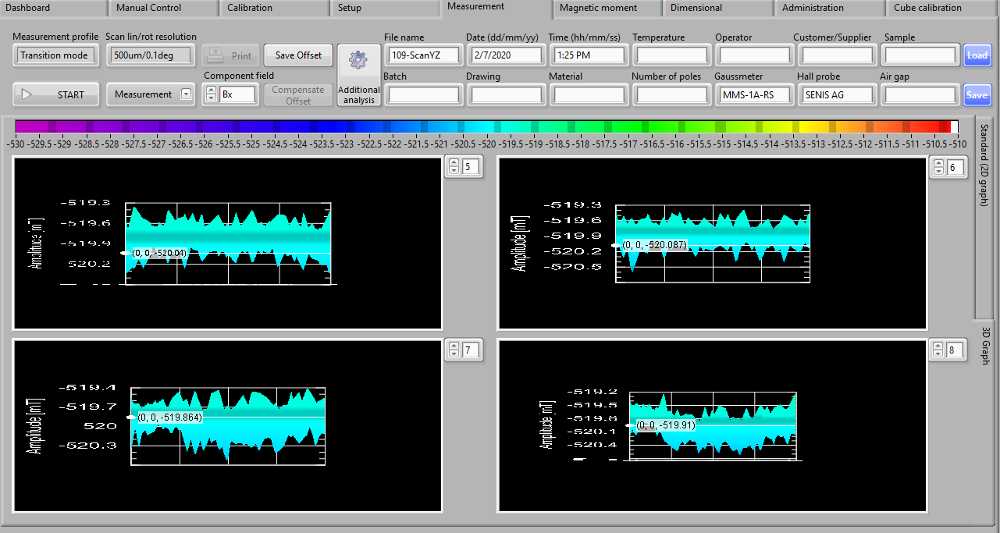 Dashboard Manual Control Calibration Setup Measurement Magnetic moment Dimensional Administration Cube calibration
Measurement profile Scan lin/rot resolution File name Date (dd/mm/yy) Time (hh/mm/ss) Temperature Operator Customer/Supplier Sample
Transition mode 500um/0.1deg Print Save Offset 109-ScanYZ 2/7/2020 1:25 PM Load
Component field Batch Drawing Material Number of poles Gaussmeter Hall probe Air gap
START Measurement Bx Compensate Offset Additional analysis MMS-1A-RS SENIS AG Save
-530 -529.5 -529 -528.5 -528 -527.5 -527 -526.5 -526 -525.5 -525 -524.5 -524 -523.5 -523 -522.5 -522 -521.5 -521 -520.5 -520 -519.5 -519 -518.5 -518 -517.5 -517 -516.5 -516 -515.5 -515 -514.5 -514 -513.5 -513 -512.5 -512 -511.5 -511 -510.5 -510
Standard (2D graph)
3D Graph
5
-519.3
-519.6
-519.9
520.2
Amplitude [mT]
(0, 0, -520.04)
6
-519.3
-519.6
-519.9
-520.2
-520.5
Amplitude [mT]
(0, 0, -520.087)
7
-519.4
-519.7
520
-520.3
Amplitude [mT]
(0, 0, -519.864)
8
-519.2
-519.5
-519.8
-520.1
-520.4
Amplitude [mT]
(0, 0, -519.91)